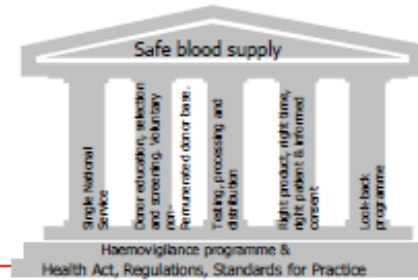 Safe blood supply
Single National
Service
Donor education, selection
and screening. Voluntary
non-
Remunerated donor base.
Testing, processing and
distribution
Right product, right time,
right patient & informed
consent
Look-back
programme
Haemovigilance programme &
Health Act, Regulations, Standards for Practice